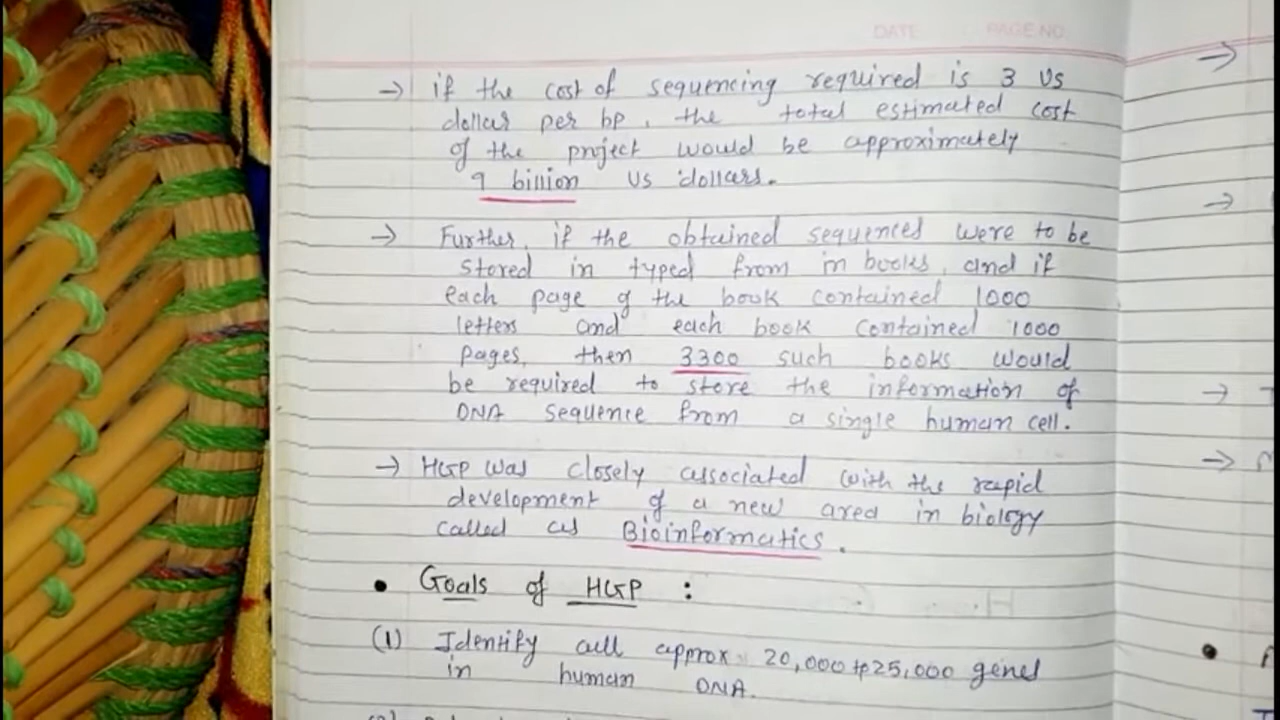 DATE PAGE NO.
→ if the cost of sequencing required is 3 US
dollar per bp, the total estimated cost
of the project would be approximately
9 billion US dollars.
→ Further, if the obtained sequences were to be
stored in typed from in books, and if
each page of the book contained 1000
letters and each book contained 1000
pages, then 3300 such books would
be required to store the information of
DNA sequence from a single human cell.
→ HGP was closely associated with the rapid
development of a new area in biology
called as Bioinformatics.
• Goals of HGP :
(1) Identify all approx 20,000 to 25,000 genes
in human DNA.